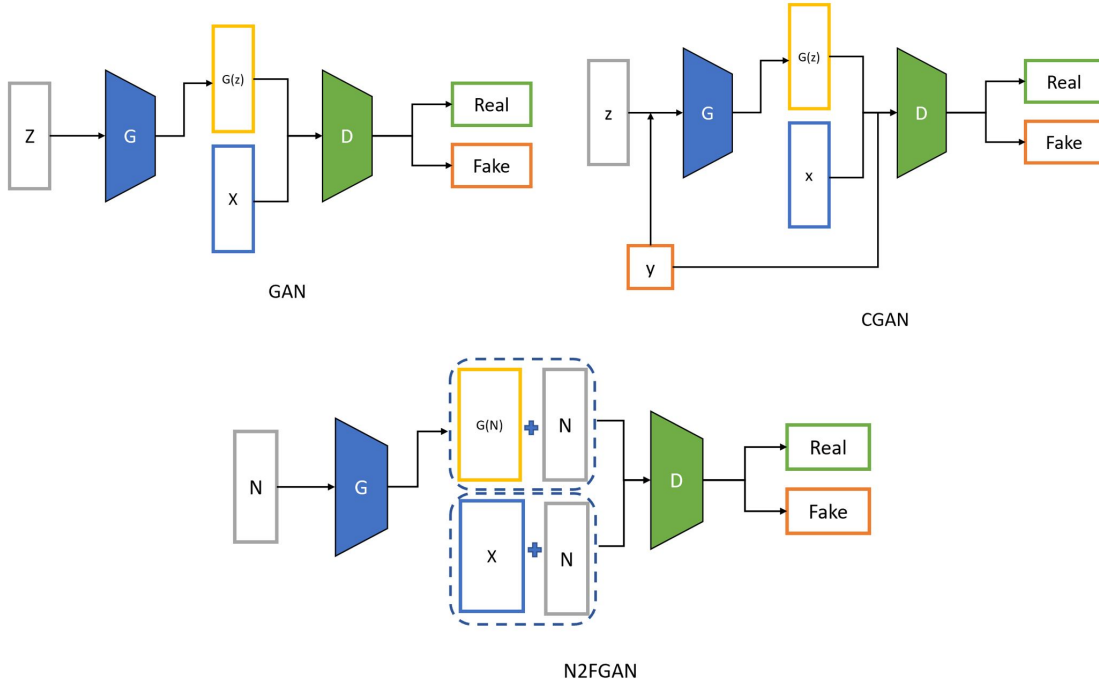 Z
G
G(z)
X
D
Real
Fake
GAN
z
G
G(z)
x
D
Real
Fake
y
CGAN
N
G
G(N)
N
X
N
D
Real
Fake
N2FGAN